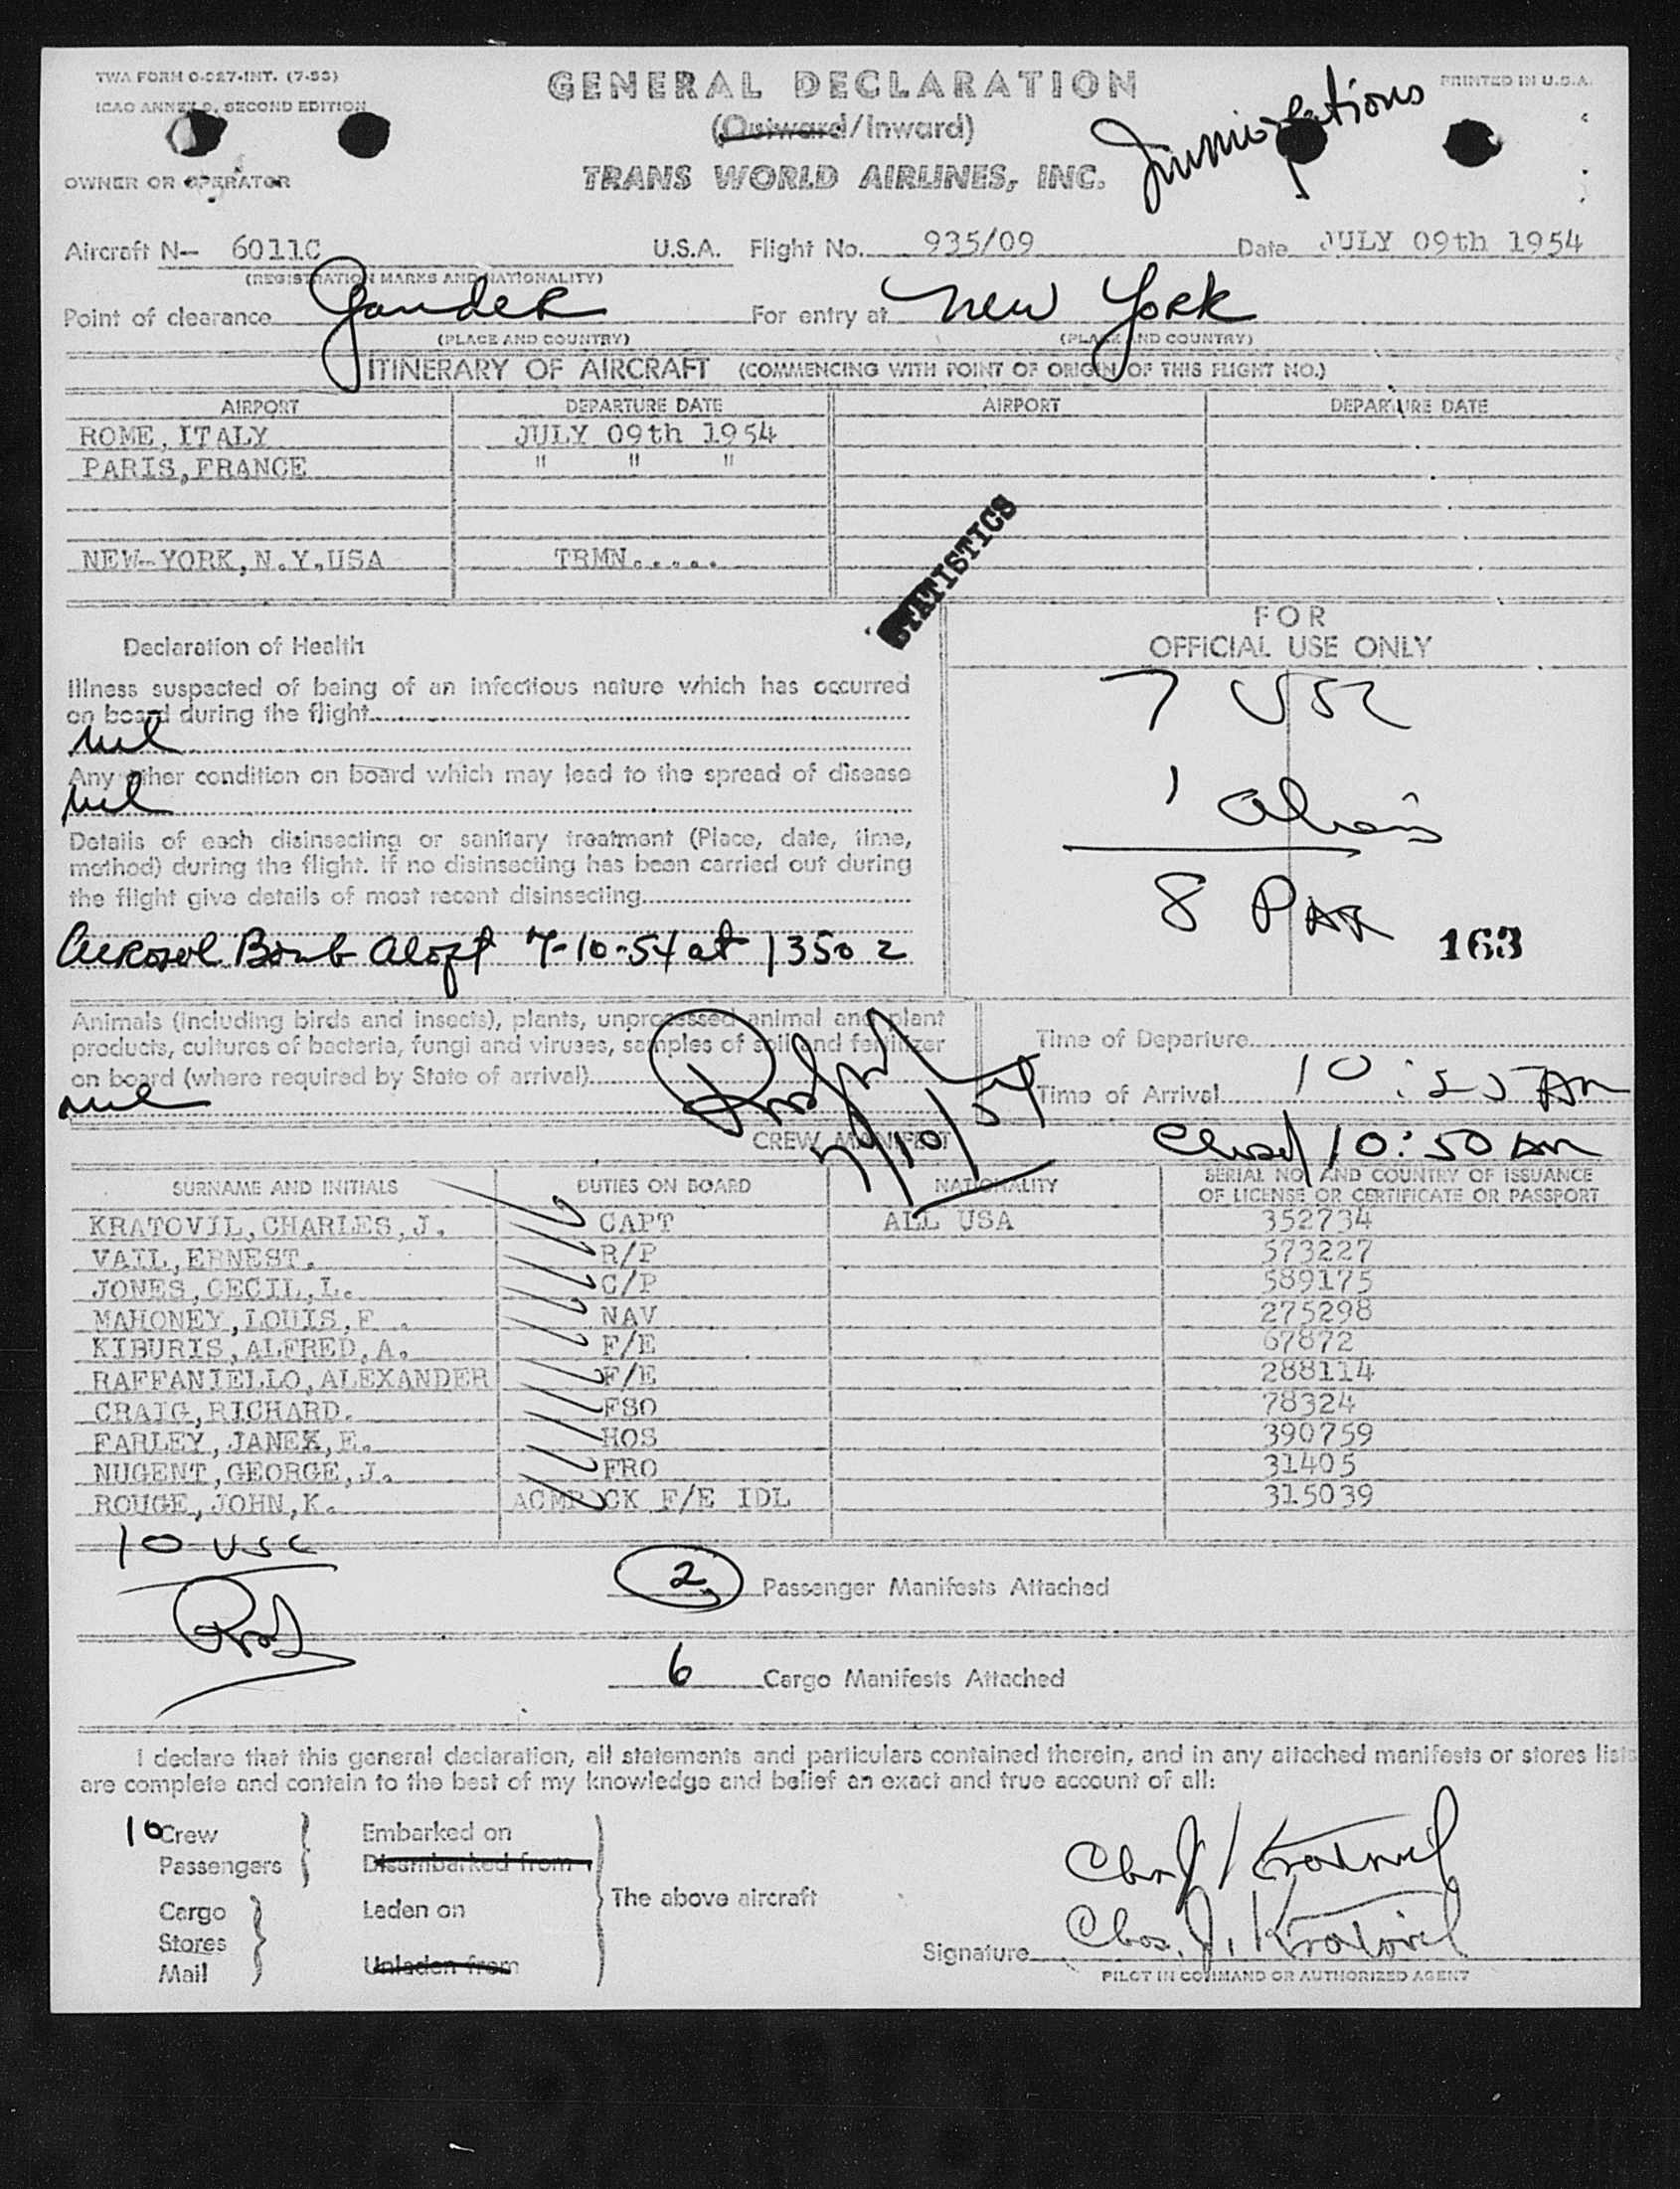 TWA FORM O-027-INT. (7-53)
ICAO ANNEX 9, SECOND EDITION
GENERAL DECLARATION
(Outward/Inward)
TRANS WORLD AIRLINES, INC.
PRINTED IN U.S.A.
Immigrations
OWNER OR OPERATOR
Aircraft N- 6011C U.S.A. Flight No. 935/09 Date JULY 09th 1954
(REGISTRATION MARKS AND NATIONALITY)
Point of clearance Gander For entry at New York
(PLACE AND COUNTRY) (PLACE AND COUNTRY)
ITINERARY OF AIRCRAFT (COMMENCING WITH POINT OF ORIGIN OF THIS FLIGHT NO.)
AIRPORT DEPARTURE DATE AIRPORT DEPARTURE DATE
ROME, ITALY JULY 09th 1954
PARIS, FRANCE " " "
NEW-YORK, N.Y.USA TRMN.....
STATISTICS
Declaration of Health
Illness suspected of being of an infectious nature which has occurred
on board during the flight
nil
Any other condition on board which may lead to the spread of disease
nil
Details of each disinsecting or sanitary treatment (Place, date, time,
method) during the flight. If no disinsecting has been carried out during
the flight give details of most recent disinsecting
Aerosol Bomb Aloft 7-10-54 at 1350 z
FOR
OFFICIAL USE ONLY
7 USC
1 Alien
8 PAX
163
Animals (including birds and insects), plants, unprocessed animal and plant
products, cultures of bacteria, fungi and viruses, samples of soil and fertilizer
on board (where required by State of arrival)
nil
7/10/54
Time of Departure
Time of Arrival 10:25 AM
Closed 10:50 AM
CREW MANIFEST
SURNAME AND INITIALS DUTIES ON BOARD NATIONALITY SERIAL NO. AND COUNTRY OF ISSUANCE
OF LICENSE OR CERTIFICATE OR PASSPORT
KRATOVIL, CHARLES, J. CAPT ALL USA 352734
VAIL, ERNEST. R/P 573227
JONES, CECIL, L. C/P 589175
MAHONEY, LOUIS, F . NAV 275298
KIBURIS, ALFRED, A. F/E 67872
RAFFANIELLO, ALEXANDER F/E 288114
CRAIG, RICHARD. FSO 78324
FARLEY, JANEX, E. HOS 390759
NUGENT, GEORGE, J. FRO 31405
ROUGE, JOHN, K. ACMROCK F/E IDL 315039
10 USC
2 Passenger Manifests Attached
6 Cargo Manifests Attached
I declare that this general declaration, all statements and particulars contained therein, and in any attached manifests or stores lists
are complete and contain to the best of my knowledge and belief an exact and true account of all:
10 Crew
Passengers
Embarked on
Disembarked from
Cargo
Stores
Mail
Laden on
Unladen from
The above aircraft
Chas J Kratovil
Chas. J. Kratovil
Signature
PILOT IN COMMAND OR AUTHORIZED AGENT